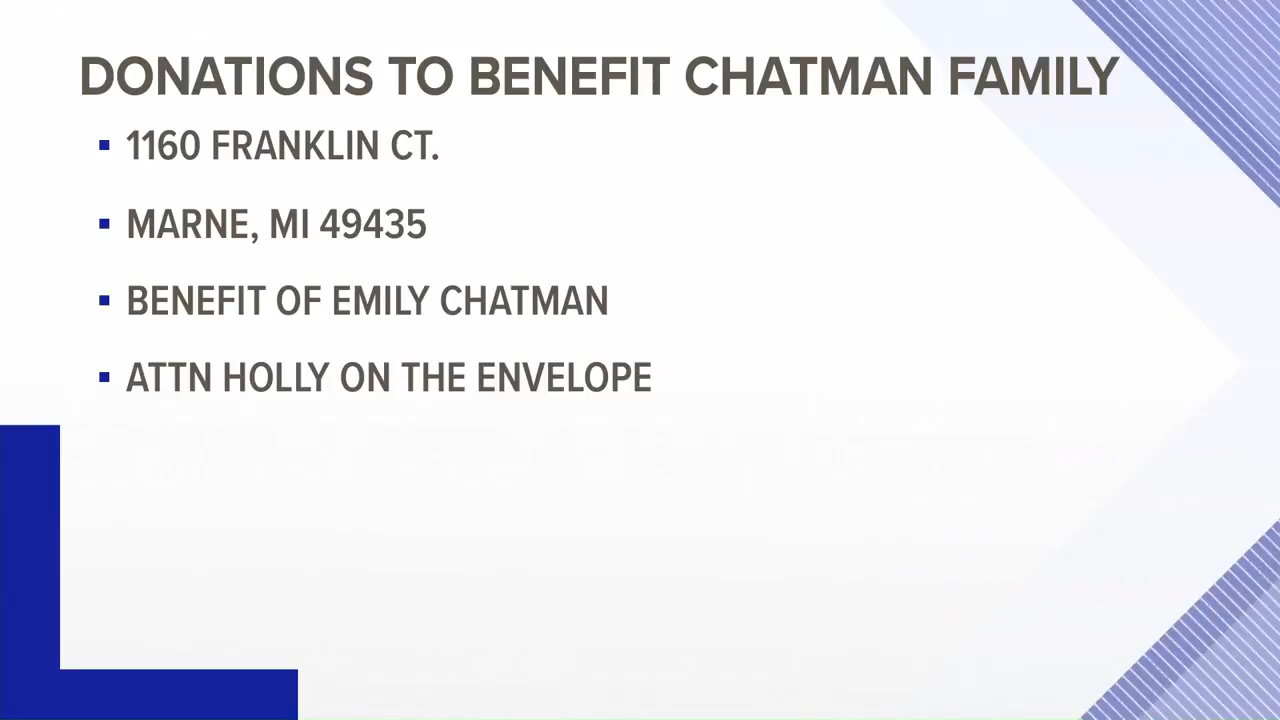 DONATIONS TO BENEFIT CHATMAN FAMILY
1160 FRANKLIN CT.
MARNE, MI 49435
BENEFIT OF EMILY CHATMAN
ATTN HOLLY ON THE ENVELOPE